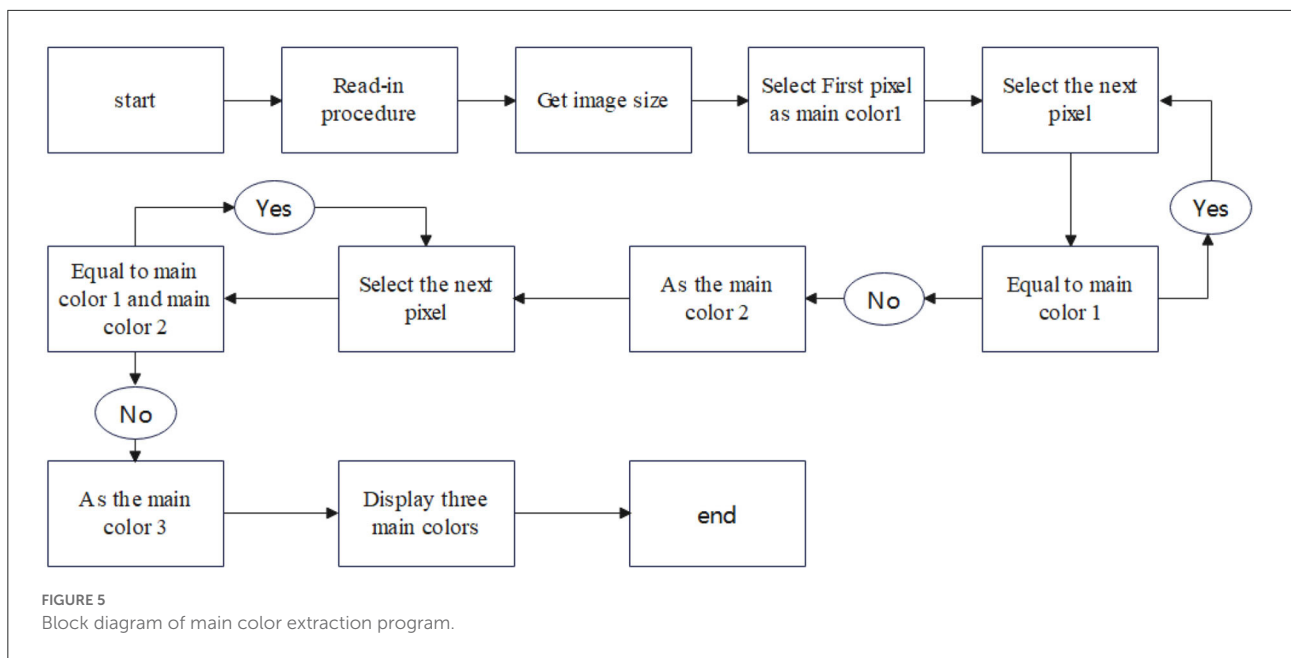 start
Read-in
procedure
Get image size
Select First pixel
as main color1
Select the next
pixel
Yes
Yes
Equal to main
color 1 and main
color 2
Select the next
pixel
As the main
color 2
No
Equal to main
color 1
No
As the main
color 3
Display three
main colors
end
FIGURE 5
Block diagram of main color extraction program.